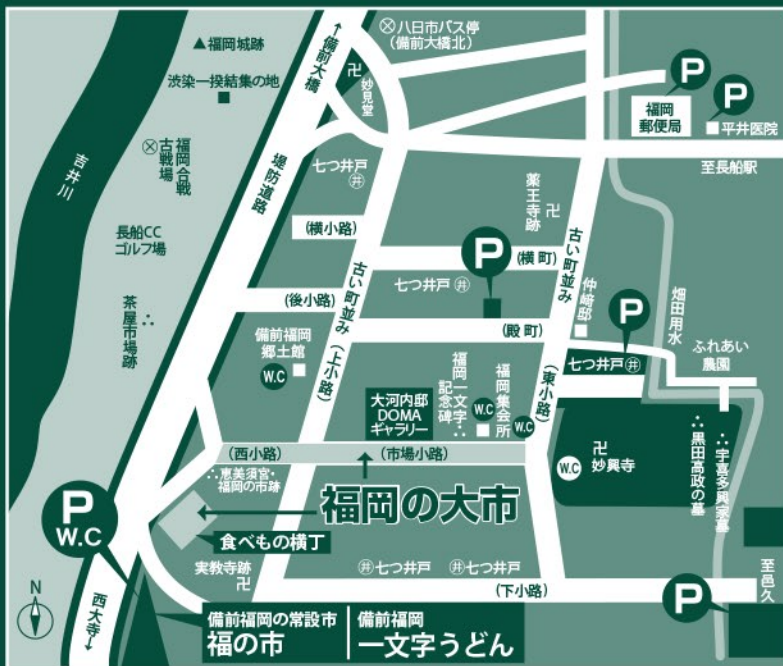 ⊗八日市バス停
(備前大橋北)
↑備前大橋
卍
妙見堂
▲福岡城跡
渋染一揆結集の地
P
福岡
郵便局
P
平井医院
至長船駅
福岡合戦
古戦場
吉井川
堤防道路
七つ井戸
井
薬王寺跡
卍
長船CC
ゴルフ場
(横小路)
古い町並み(上小路)
P
(横町)
古い町並み
(東小路)
七つ井戸 井
仲﨑邸
P
畑田用水
茶屋市場跡
(後小路)
(殿町)
七つ井戸 井
ふれあい
農園
備前福岡
郷土館
W.C
大河内邸
DOMA
ギャラリー
福岡一文字
記念碑
W.C
福岡集会所
W.C
(西小路)
(市場小路)
W.C
卍
妙興寺
宇喜多興家墓
黒田高政の墓
恵美須宮・
福岡の市跡
福岡の大市
食べもの横丁
P
W.C
実教寺跡
卍
井七つ井戸
井七つ井戸
(下小路)
至邑久
P
N
西大寺→
備前福岡の常設市
福の市
備前福岡
一文字うどん